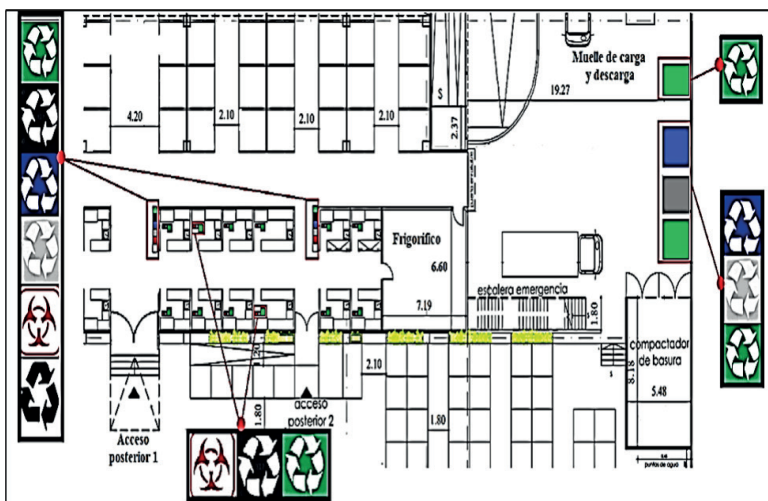 Muelle de carga
y descarga
19.27
S
2.37
4.20
2.10
2.10
2.10
Frigorífico
6.60
7.19
escalera emergencia
1.80
compactador
de basura
8.18
5.48
puntos de agua
1.20
2.10
1.80
1.80
acceso
posterior 2
Acceso
posterior 1